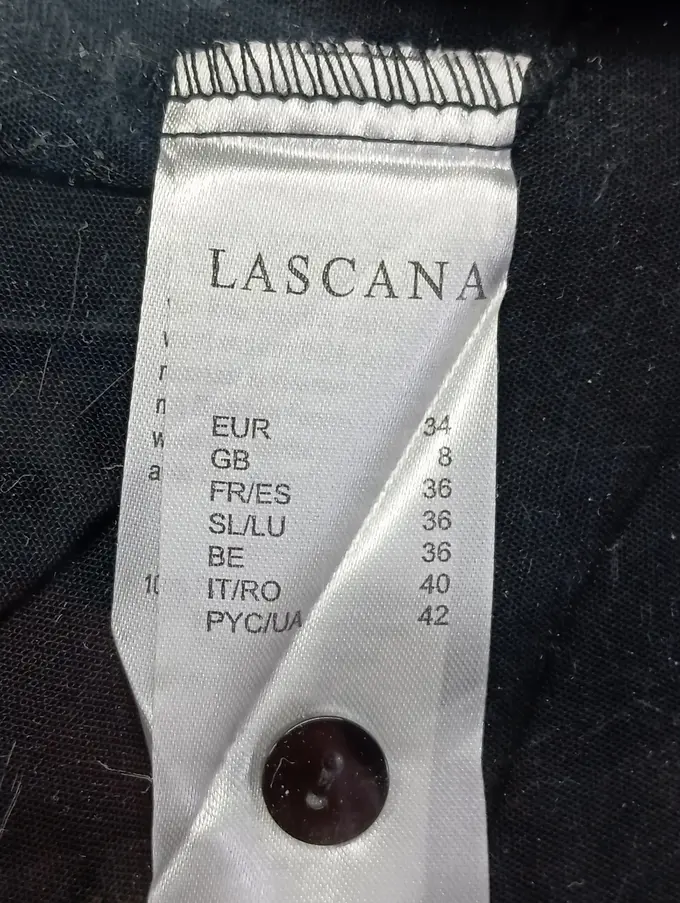 LASCANA
EUR 34
GB 8
FR/ES 36
SL/LU 36
BE 36
IT/RO 40
PYC/UA 42